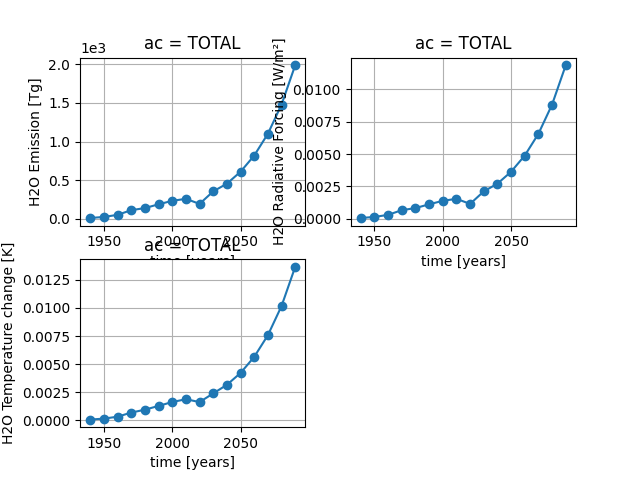 ac = TOTAL
1e3
H2O Emission [Tg]
2.0
1.5
1.0
0.5
0.0
1950 2000 2050
time [years]
ac = TOTAL
H2O Radiative Forcing [W/m²]
0.0100
0.0075
0.0050
0.0025
0.0000
1950 2000 2050
time [years]
ac = TOTAL
H2O Temperature change [K]
0.0125
0.0100
0.0075
0.0050
0.0025
0.0000
1950 2000 2050
time [years]